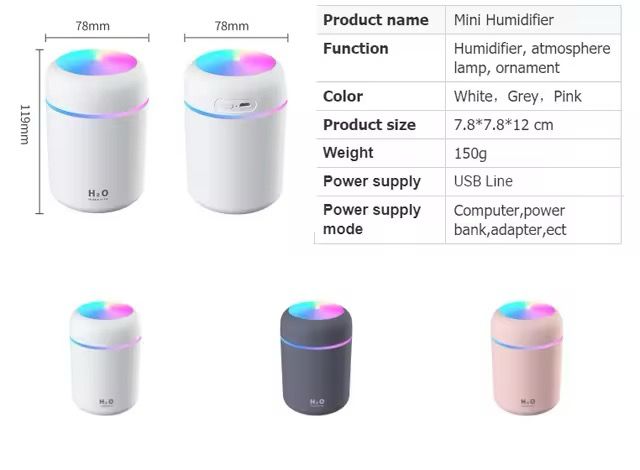 78mm
78mm
119mm
H₂O
Product name Mini Humidifier
Function Humidifier, atmosphere
lamp, ornament
Color White, Grey, Pink
Product size 7.8*7.8*12 cm
Weight 150g
Power supply USB Line
Power supply Computer,power
mode bank,adapter,ect
H₂O
H₂O
H₂O